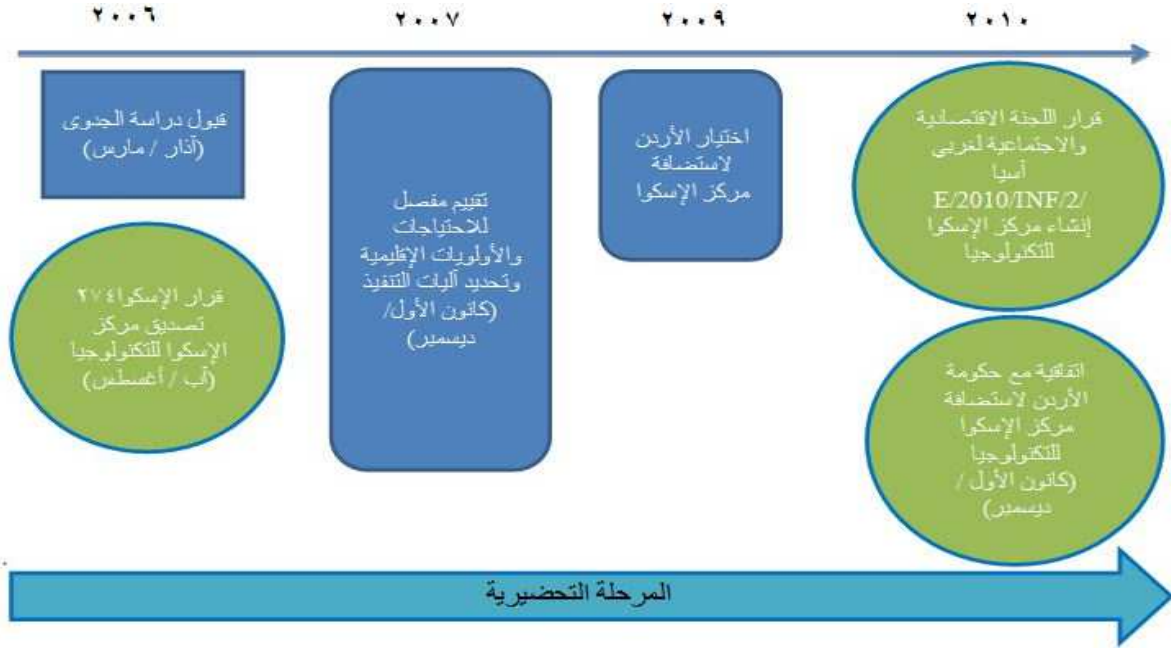 ٢٠٠٦
٢٠٠٧
٢٠٠٩
٢٠١٠
قبول دراسة الجدوى
(آذار / مارس)
قرار الإسكوا ٢٧٤
تصديق مركز
الإسكوا للتكنولوجيا
(آب / أغسطس)
تقييم مفصل
للاحتياجات
والأولويات الإقليمية
وتحديد آليات التنفيذ
(كانون الأول/
ديسمبر)
اختيار الأردن
لاستضافة
مركز الإسكوا
قرار اللجنة الاقتصادية
والاجتماعية لغربي
آسيا
E/2010/INF/2/
إنشاء مركز الإسكوا
للتكنولوجيا
اتفاقية مع حكومة
الأردن لاستضافة
مركز الإسكوا
للتكنولوجيا
(كانون الأول /
ديسمبر)
المرحلة التحضيرية